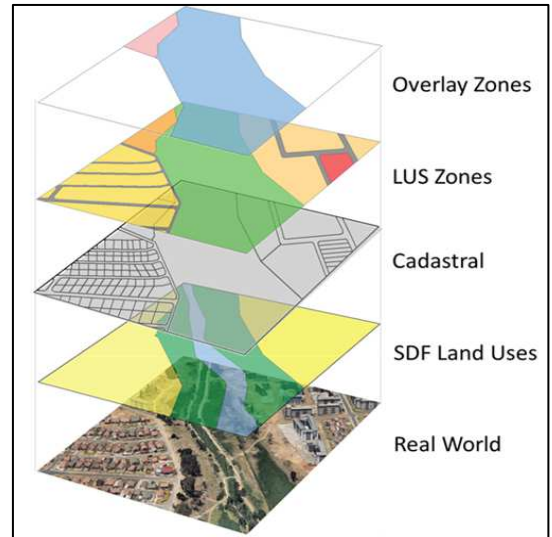 Overlay Zones
LUS Zones
Cadastral
SDF Land Uses
Real World